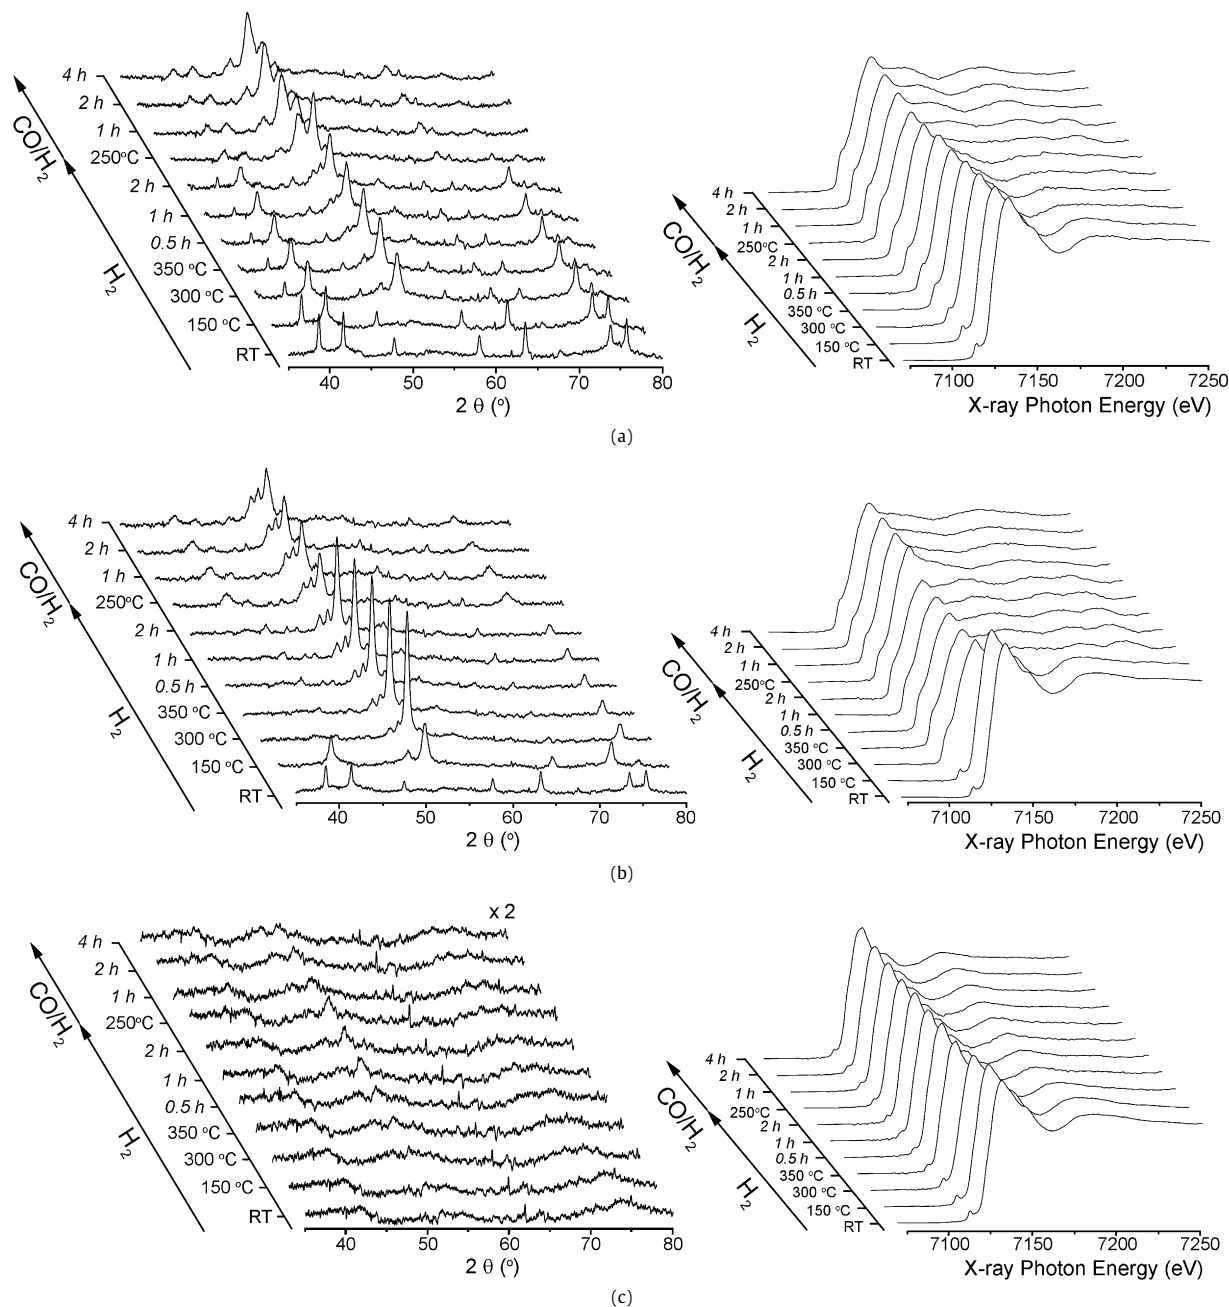 4 h
2 h
1 h
250°C
2 h
1 h
0.5 h
350 °C
300 °C
150 °C
RT
CO/H2
H2
40 50 60 70 80
2 θ (°)
4 h
2 h
1 h
250°C
2 h
1 h
0.5 h
350 °C
300 °C
150 °C
RT
CO/H2
H2
7100 7150 7200 7250
X-ray Photon Energy (eV)
(a)
4 h
2 h
1 h
250°C
2 h
1 h
0.5 h
350 °C
300 °C
150 °C
RT
CO/H2
H2
40 50 60 70 80
2 θ (°)
4 h
2 h
1 h
250°C
2 h
1 h
0.5 h
350 °C
300 °C
150 °C
RT
CO/H2
H2
7100 7150 7200 7250
X-ray Photon Energy (eV)
(b)
x 2
4 h
2 h
1 h
250°C
2 h
1 h
0.5 h
350 °C
300 °C
150 °C
RT
CO/H2
H2
40 50 60 70 80
2 θ (°)
4 h
2 h
1 h
250°C
2 h
1 h
0.5 h
350 °C
300 °C
150 °C
RT
CO/H2
H2
7100 7150 7200 7250
X-ray Photon Energy (eV)
(c)